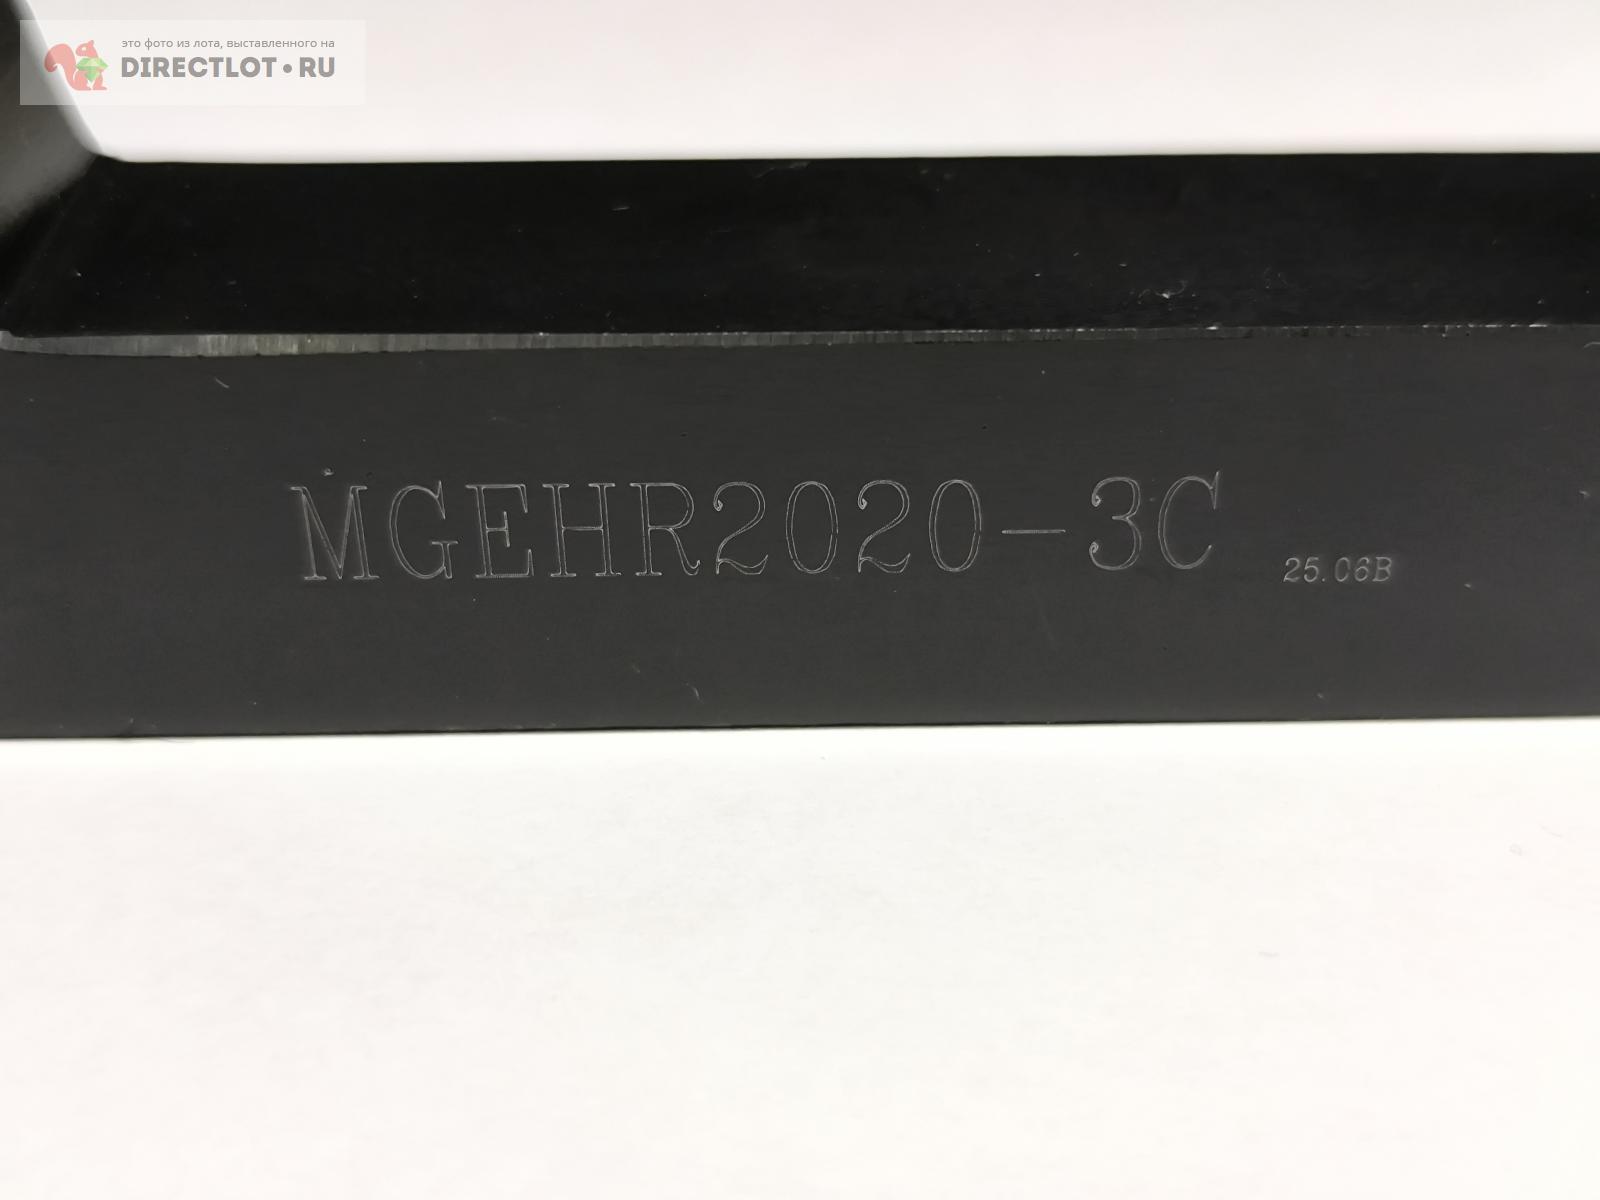 это фото из лота, выставленного на
DIRECTLOT•RU
MGEHR2020-3C
25.06B